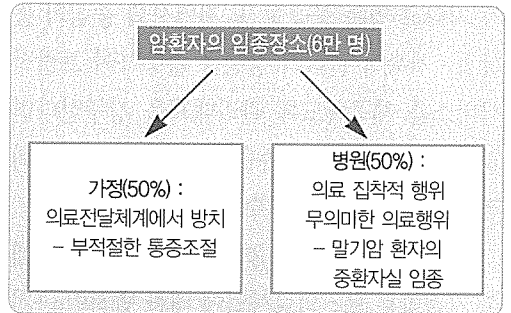 암환자의 임종장소(6만 명)
가정(50%) :
의료전달체계에서 방치
– 부적절한 통증조절
병원(50%) :
의료 집착적 행위
무의미한 의료행위
– 말기암 환자의
중환자실 임종